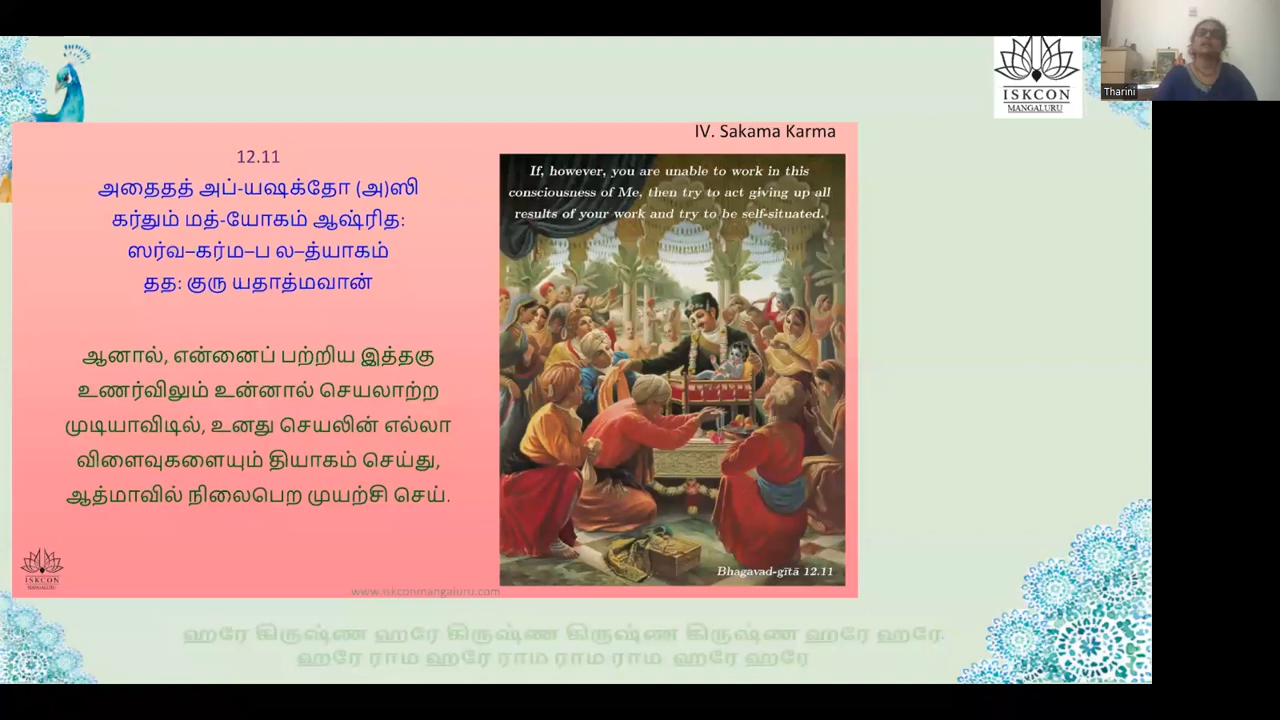 ISKCON
MANGALURU
Tharini
IV. Sakama Karma
12.11
அதைதத் அப்-யஷக்தோ (அ)ஸி
கர்தும் மத்-யோகம் ஆஷ்ரித:
ஸர்வ–கர்ம–ப ல–த்யாகம்
தத: குரு யதாத்மவான்
ஆனால், என்னைப் பற்றிய இத்தகு
உணர்விலும் உன்னால் செயலாற்ற
முடியாவிடில், உனது செயலின் எல்லா
விளைவுகளையும் தியாகம் செய்து,
ஆத்மாவில் நிலைபெற முயற்சி செய்.
If, however, you are unable to work in this
consciousness of Me, then try to act giving up all
results of your work and try to be self-situated.
Bhagavad-gītā 12.11
ISKCON
MANGALURU
www.iskconmangaluru.com
ஹரே கிருஷ்ண ஹரே கிருஷ்ண கிருஷ்ண கிருஷ்ண ஹரே ஹரே.
ஹரே ராம ஹரே ராம ராம ராம ஹரே ஹரே